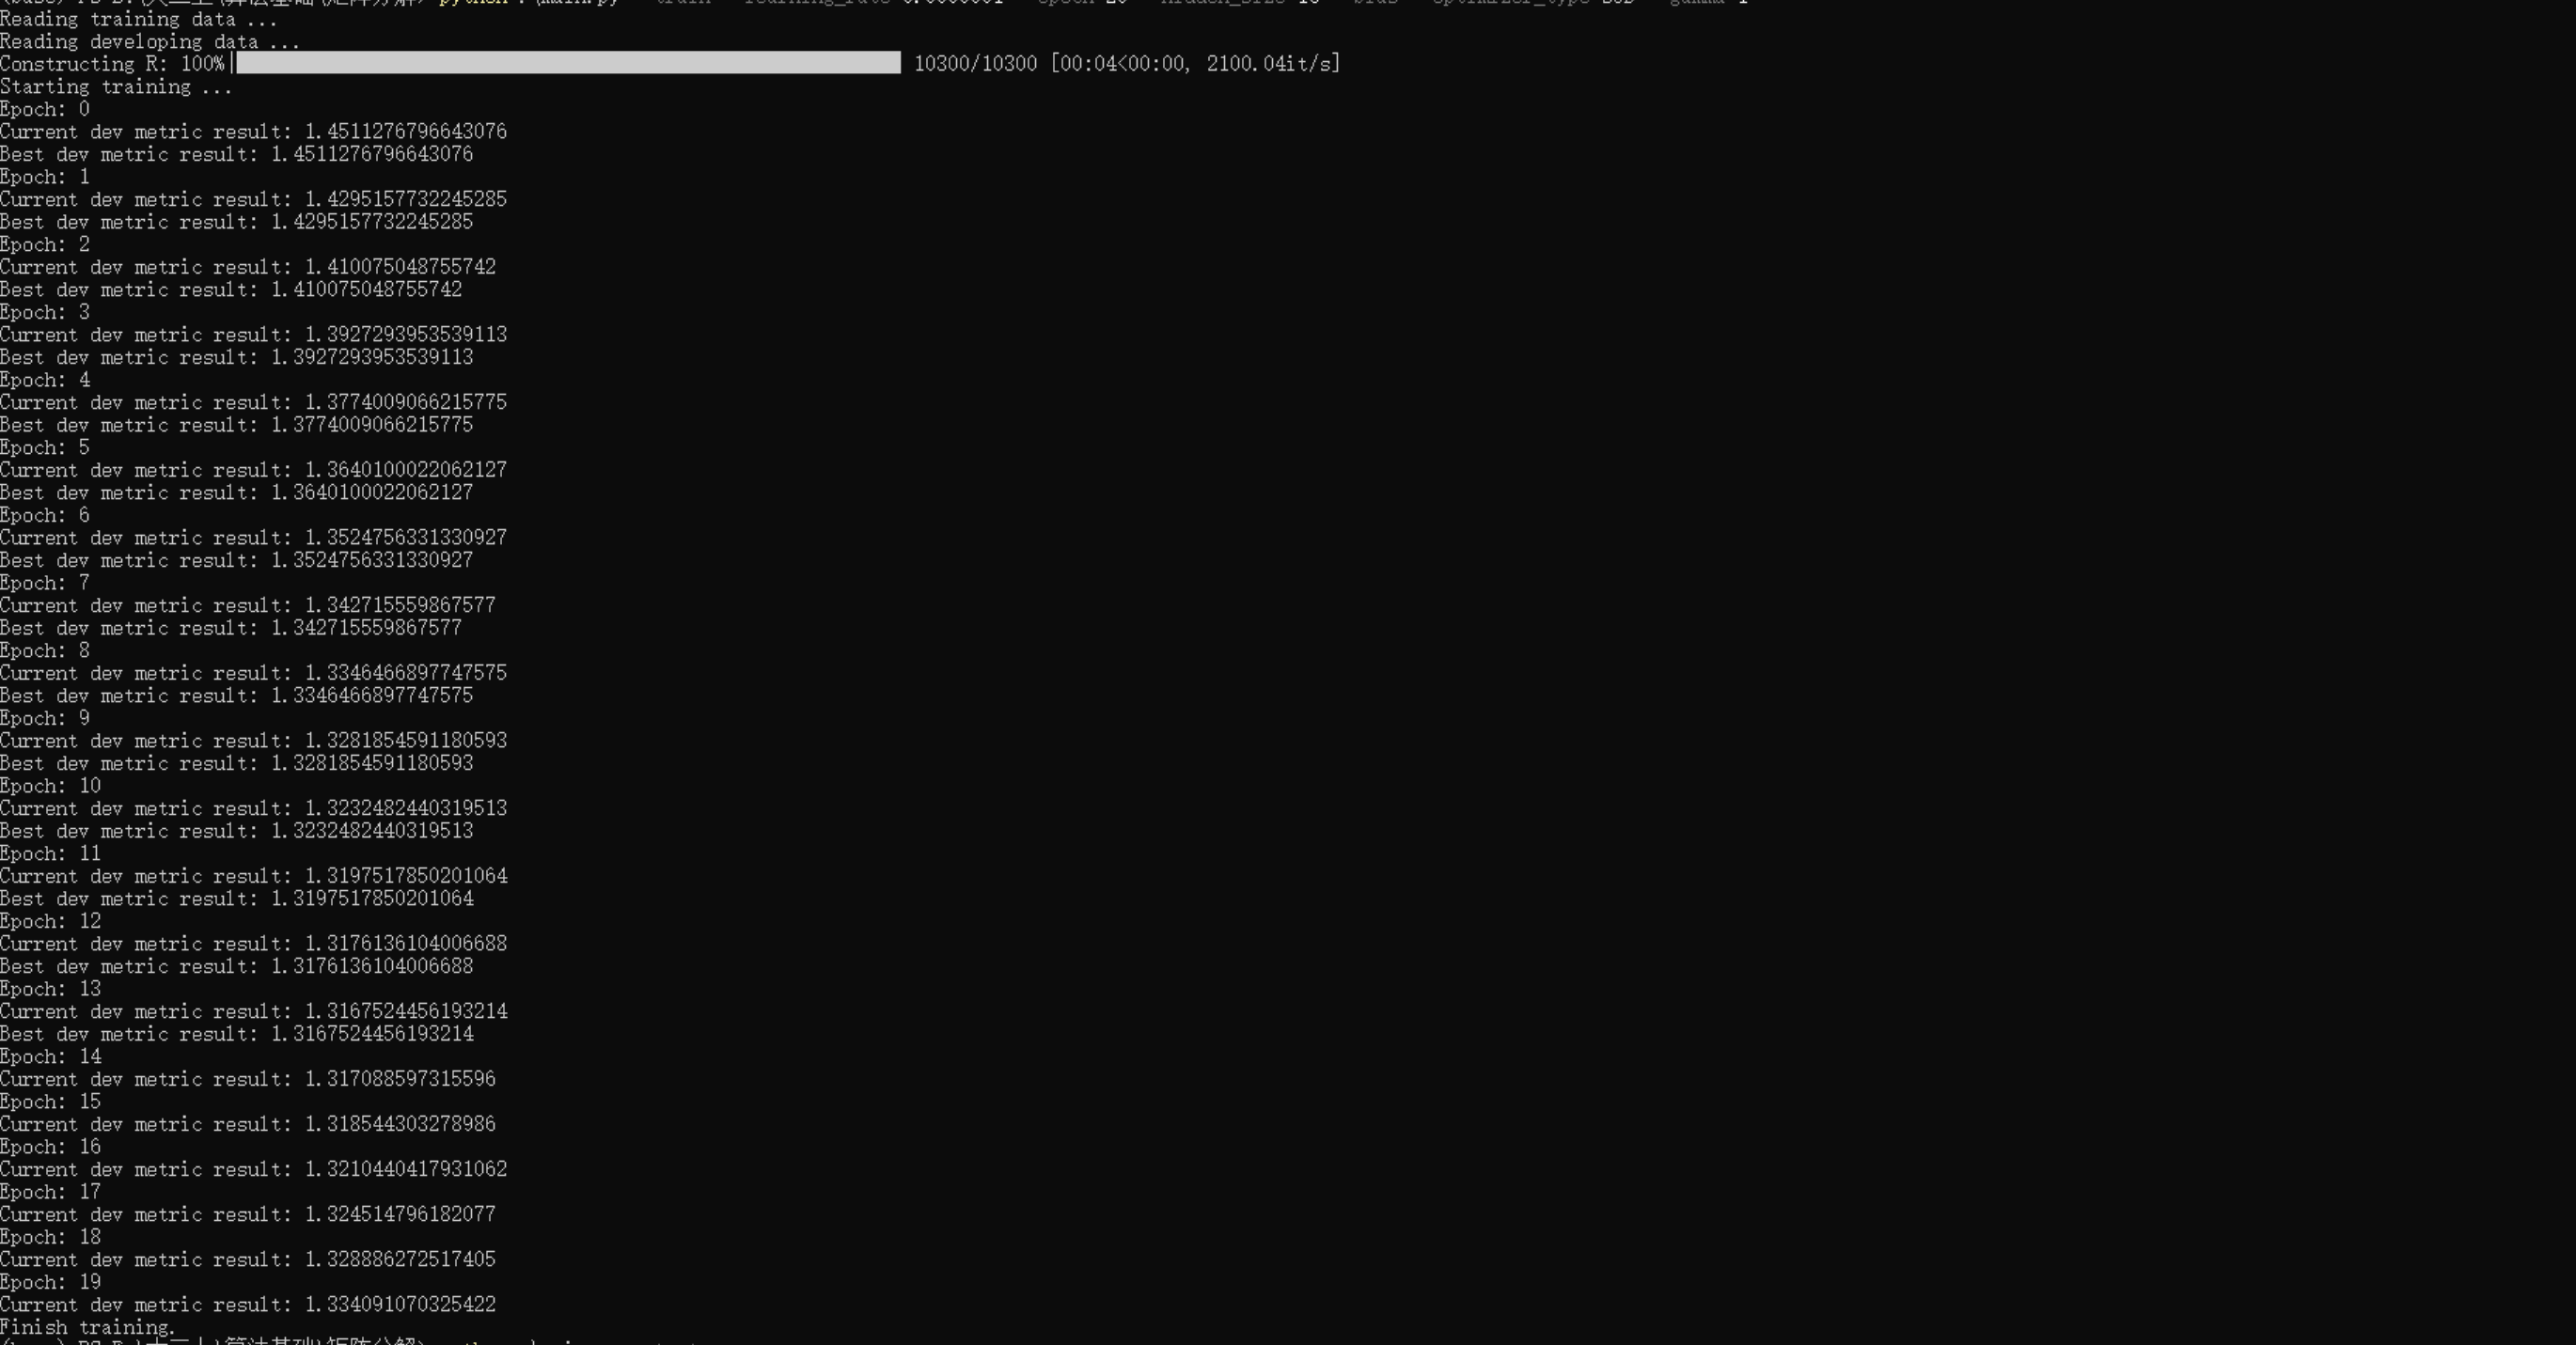 python .\main.py
Reading training data ...
Reading developing data ...
Constructing R: 100%| 10300/10300 [00:04<00:00, 2100.04it/s]
Starting training ...
Epoch: 0
Current dev metric result: 1.4511276796643076
Best dev metric result: 1.4511276796643076
Epoch: 1
Current dev metric result: 1.4295157732245285
Best dev metric result: 1.4295157732245285
Epoch: 2
Current dev metric result: 1.410075048755742
Best dev metric result: 1.410075048755742
Epoch: 3
Current dev metric result: 1.3927293953539113
Best dev metric result: 1.3927293953539113
Epoch: 4
Current dev metric result: 1.3774009066215775
Best dev metric result: 1.3774009066215775
Epoch: 5
Current dev metric result: 1.3640100022062127
Best dev metric result: 1.3640100022062127
Epoch: 6
Current dev metric result: 1.3524756331330927
Best dev metric result: 1.3524756331330927
Epoch: 7
Current dev metric result: 1.342715559867577
Best dev metric result: 1.342715559867577
Epoch: 8
Current dev metric result: 1.3346466897747575
Best dev metric result: 1.3346466897747575
Epoch: 9
Current dev metric result: 1.3281854591180593
Best dev metric result: 1.3281854591180593
Epoch: 10
Current dev metric result: 1.3232482440319513
Best dev metric result: 1.3232482440319513
Epoch: 11
Current dev metric result: 1.3197517850201064
Best dev metric result: 1.3197517850201064
Epoch: 12
Current dev metric result: 1.3176136104006688
Best dev metric result: 1.3176136104006688
Epoch: 13
Current dev metric result: 1.3167524456193214
Best dev metric result: 1.3167524456193214
Epoch: 14
Current dev metric result: 1.317088597315596
Epoch: 15
Current dev metric result: 1.318544303278986
Epoch: 16
Current dev metric result: 1.3210440417931062
Epoch: 17
Current dev metric result: 1.324514796182077
Epoch: 18
Current dev metric result: 1.328886272517405
Epoch: 19
Current dev metric result: 1.334091070325422
Finish training.